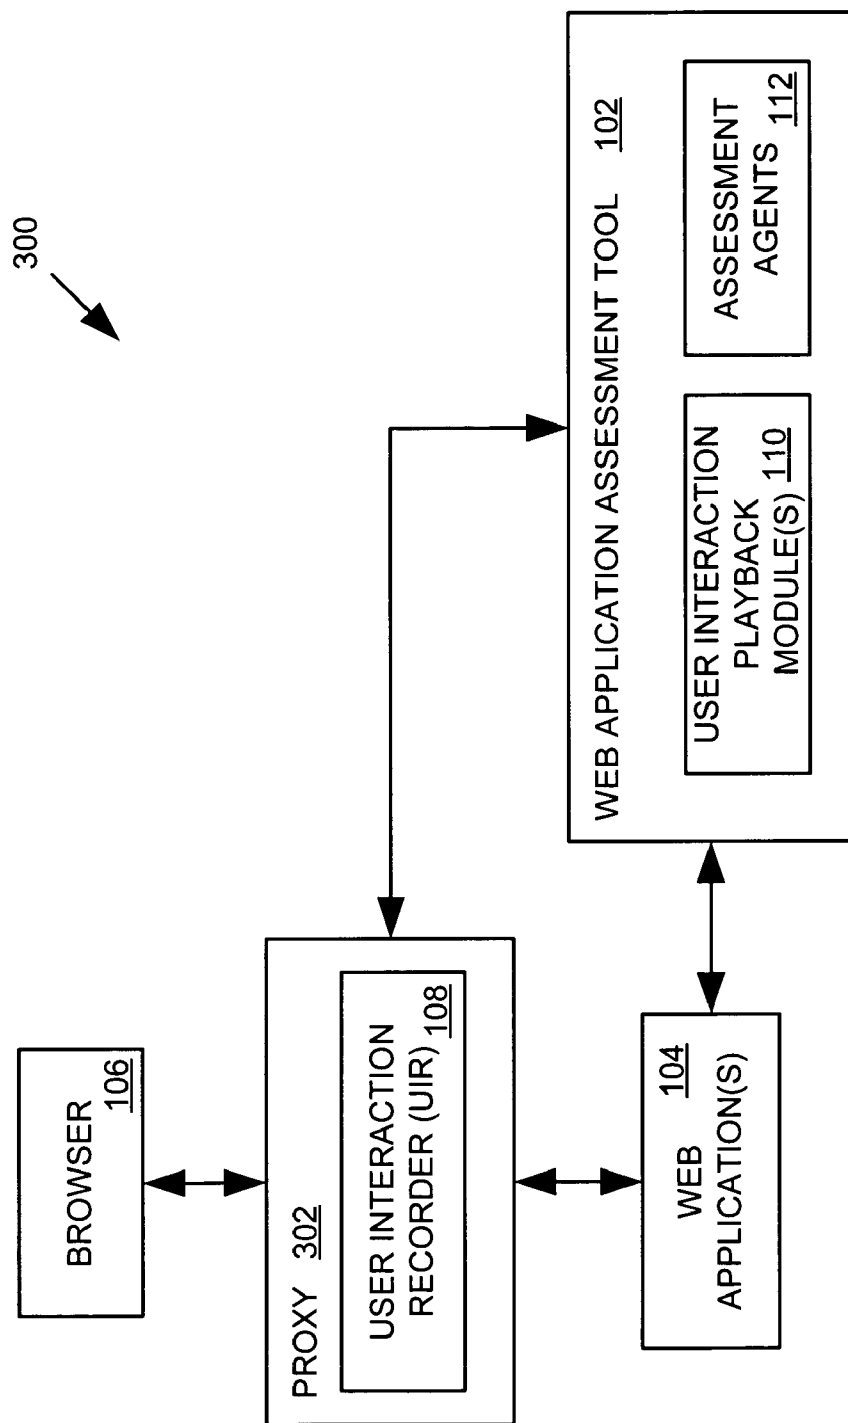 300
BROWSER
106
PROXY 302
USER INTERACTION
RECORDER (UIR)
108
WEB
APPLICATION(S)
104
WEB APPLICATION ASSESSMENT TOOL 102
USER INTERACTION
PLAYBACK
MODULE(S)
110
ASSESSMENT
AGENTS
112